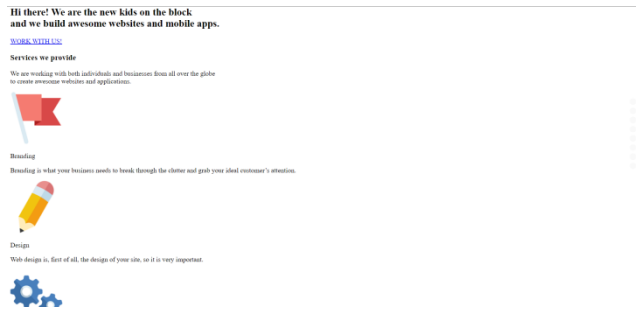 Hi there! We are the new kids on the block
and we build awesome websites and mobile apps.
WORK WITH US!
Services we provide
We are working with both individuals and businesses from all over the globe
to create awesome websites and applications.
Branding
Branding is what your business needs to break through the clutter and grab your ideal customer's attention.
Design
Web design is, first of all, the design of your site, so it is very important.